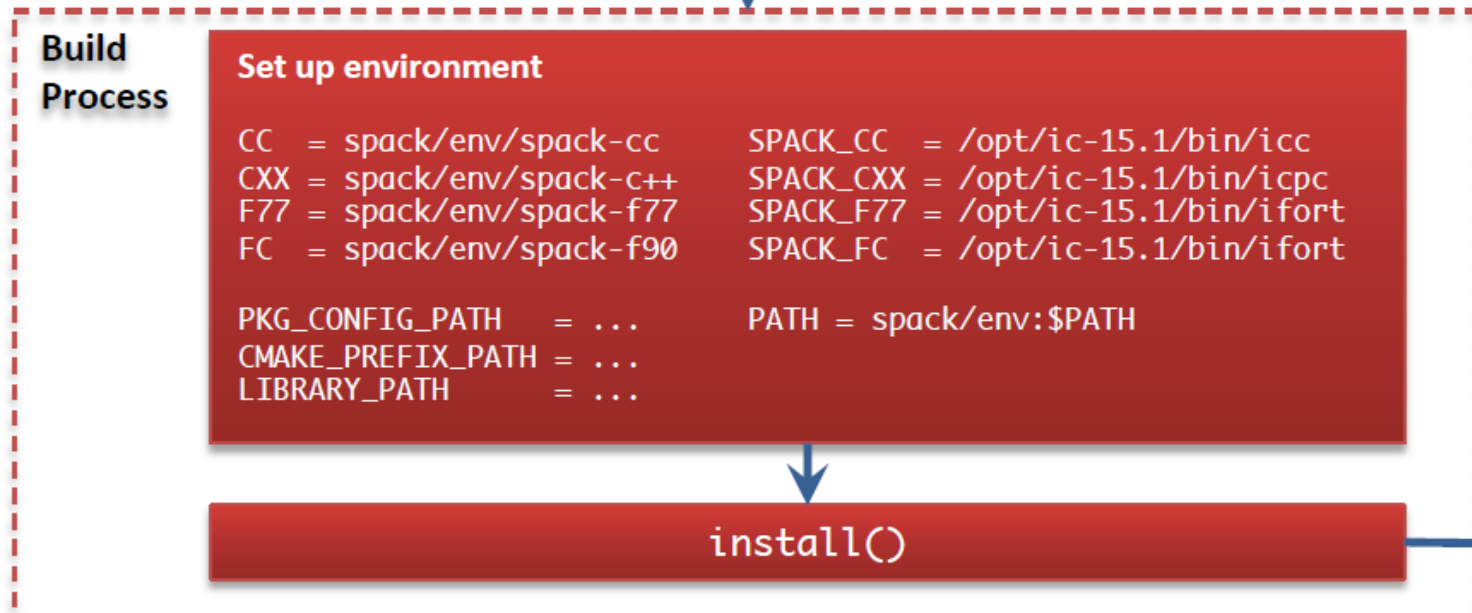 Build
Process
Set up environment
CC = spack/env/spack-cc
CXX = spack/env/spack-c++
F77 = spack/env/spack-f77
FC = spack/env/spack-f90
SPACK_CC = /opt/ic-15.1/bin/icc
SPACK_CXX = /opt/ic-15.1/bin/icpc
SPACK_F77 = /opt/ic-15.1/bin/ifort
SPACK_FC = /opt/ic-15.1/bin/ifort
PKG_CONFIG_PATH = ...
CMAKE_PREFIX_PATH = ...
LIBRARY_PATH = ...
PATH = spack/env:$PATH
install()